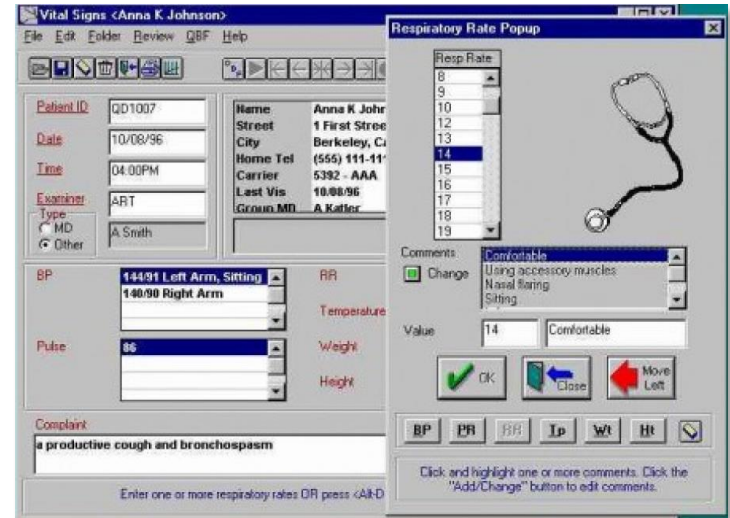 Vital Signs <Anna K Johnson>
File Edit Folder Review QBF Help
Patient ID QD1007
Date 10/08/96
Time 04:00PM
Examiner ART
Type
MD
Other
A Smith
Name Anna K John
Street 1 First Stree
City Berkeley, Ca
Home Tel (555) 111-11
Carrier 5392 - AAA
Last Vis 10/08/96
Group MD A Katler
BP
144/91 Left Arm, Sitting
140/90 Right Arm
Pulse
86
RR
Temperature
Weight
Height
Complaint
a productive cough and bronchospasm
Enter one or more respiratory rates OR press <Alt-D
Respiratory Rate Popup
Resp Rate
8
9
10
12
13
14
15
16
17
18
19
Comments
Change
Comfortable
Using accessory muscles
Nasal flaring
Sitting
Value 14 Comfortable
OK
Close
Move
Left
BP PR RR Tp Wt Ht
Click and highlight one or more comments. Click the
"Add/Change" button to edit comments.